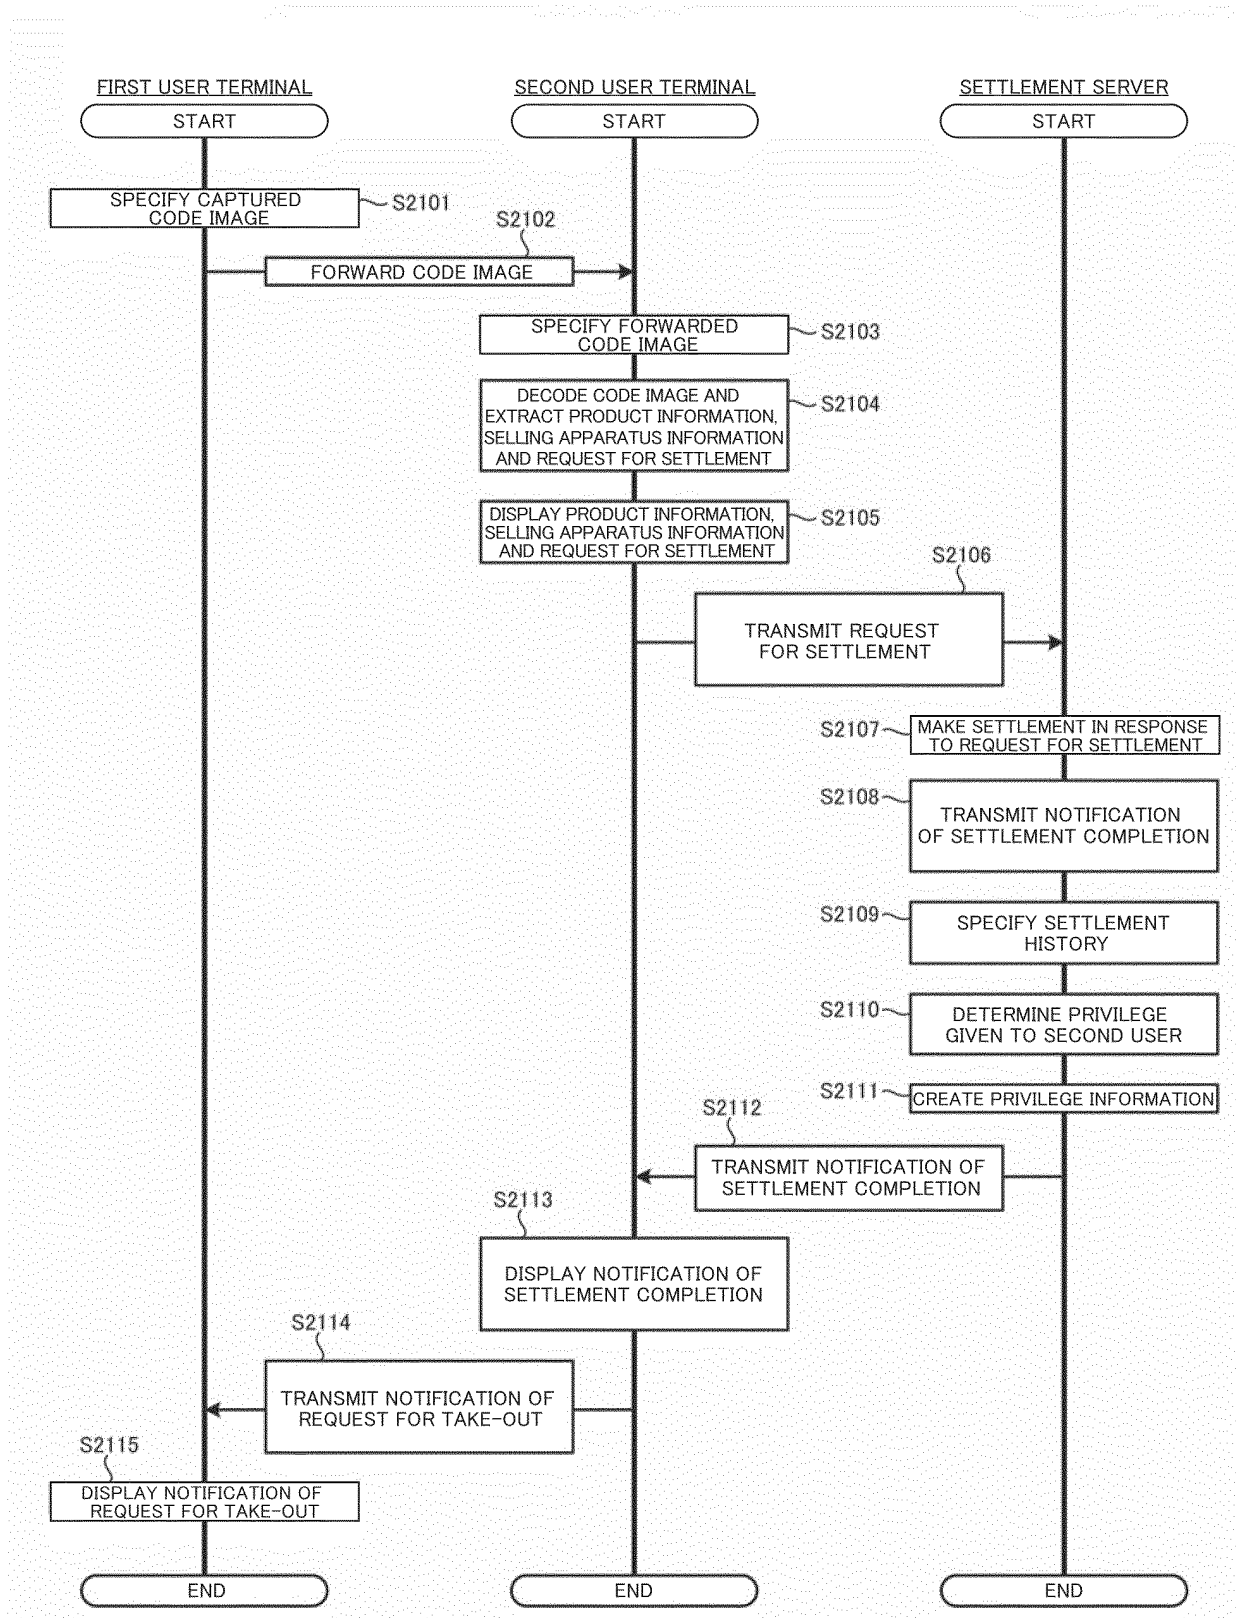 FIRST USER TERMINAL
SECOND USER TERMINAL
SETTLEMENT SERVER
START
START
START
SPECIFY CAPTURED
CODE IMAGE
S2101
S2102
FORWARD CODE IMAGE
SPECIFY FORWARDED
CODE IMAGE
S2103
DECODE CODE IMAGE AND
EXTRACT PRODUCT INFORMATION,
SELLING APPARATUS INFORMATION
AND REQUEST FOR SETTLEMENT
S2104
DISPLAY PRODUCT INFORMATION,
SELLING APPARATUS INFORMATION
AND REQUEST FOR SETTLEMENT
S2105
S2106
TRANSMIT REQUEST
FOR SETTLEMENT
S2107
MAKE SETTLEMENT IN RESPONSE
TO REQUEST FOR SETTLEMENT
S2108
TRANSMIT NOTIFICATION
OF SETTLEMENT COMPLETION
S2109
SPECIFY SETTLEMENT
HISTORY
S2110
DETERMINE PRIVILEGE
GIVEN TO SECOND USER
S2111
CREATE PRIVILEGE INFORMATION
S2112
TRANSMIT NOTIFICATION OF
SETTLEMENT COMPLETION
S2113
DISPLAY NOTIFICATION OF
SETTLEMENT COMPLETION
S2114
TRANSMIT NOTIFICATION OF
REQUEST FOR TAKE-OUT
S2115
DISPLAY NOTIFICATION OF
REQUEST FOR TAKE-OUT
END
END
END